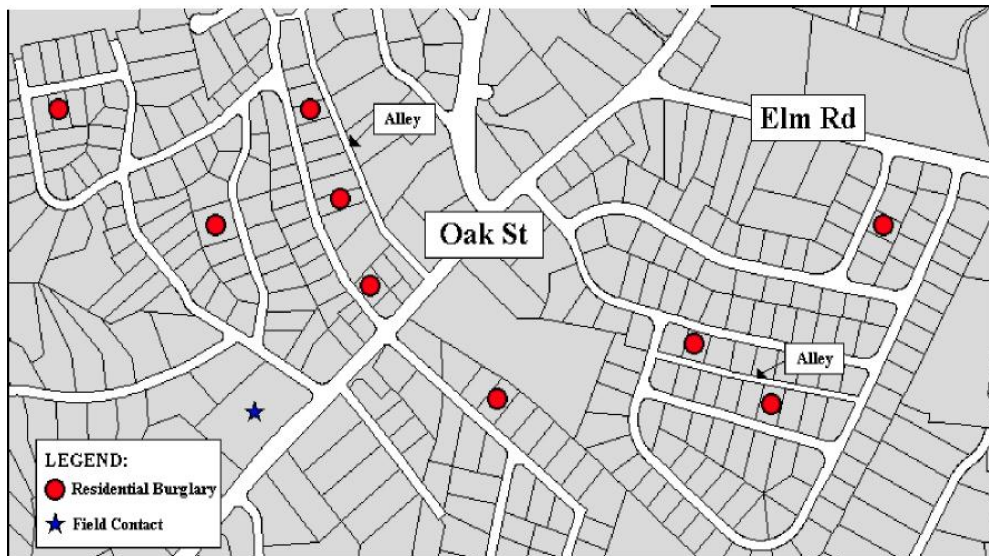 Alley
Elm Rd
Oak St
Alley
LEGEND:
Residential Burglary
Field Contact